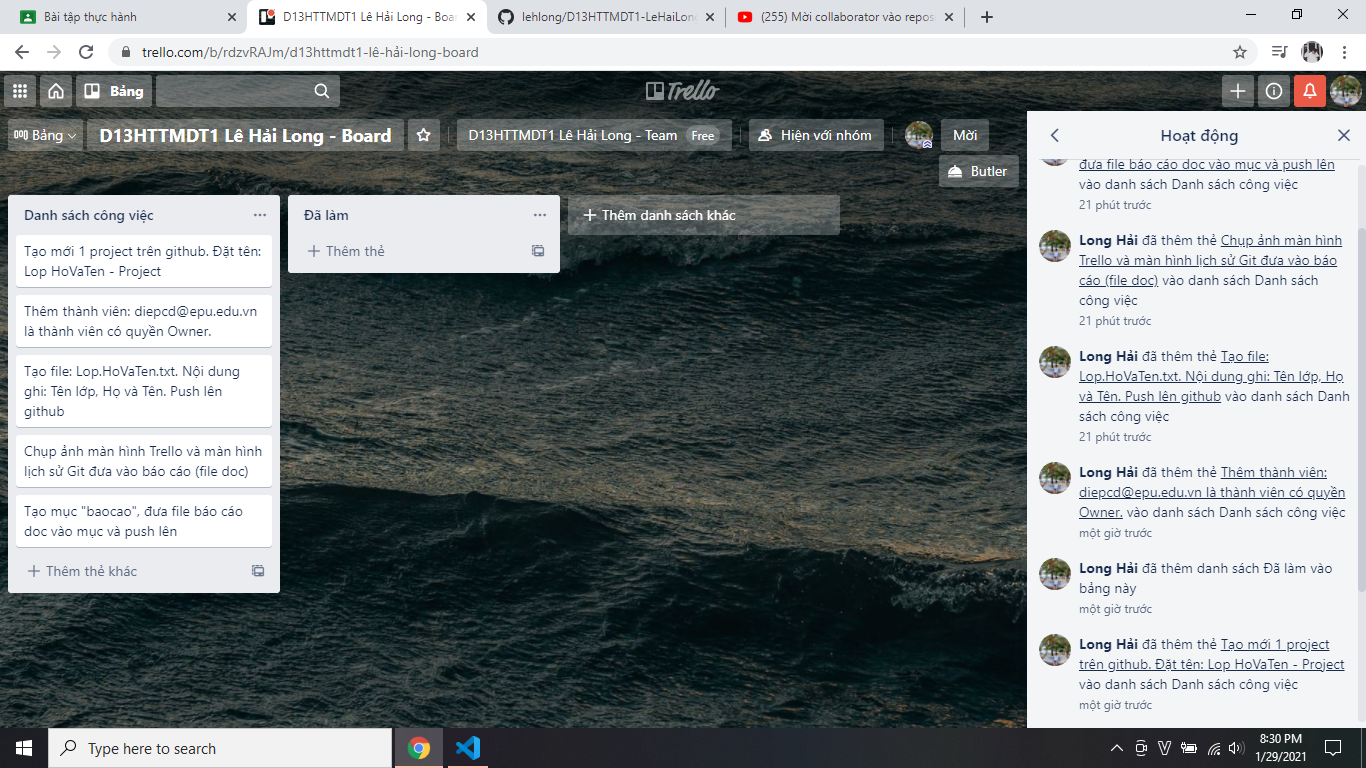 Bài tập thực hành
D13HTTMDT1 Lê Hải Long - Boar
lehlong/D13HTTMDT1-LeHaiLong
(255) Mời collaborator vào repos
trello.com/b/rdzvRAJm/d13httmdt1-lê-hải-long-board
Bảng
Trello
Bảng
D13HTTMDT1 Lê Hải Long - Board
D13HTTMDT1 Lê Hải Long - Team Free
Hiện với nhóm
Mời
Butler
Danh sách công việc
Tạo mới 1 project trên github. Đặt tên:
Lop HoVaTen - Project
Thêm thành viên: diepcd@epu.edu.vn
là thành viên có quyền Owner.
Tạo file: Lop.HoVaTen.txt. Nội dung
ghi: Tên lớp, Họ và Tên. Push lên
github
Chụp ảnh màn hình Trello và màn hình
lịch sử Git đưa vào báo cáo (file doc)
Tạo mục "baocao", đưa file báo cáo
doc vào mục và push lên
Thêm thẻ khác
Đã làm
Thêm thẻ
Thêm danh sách khác
Hoạt động
đưa file báo cáo doc vào mục và push lên
vào danh sách Danh sách công việc
21 phút trước
Long Hải đã thêm thẻ Chụp ảnh màn hình
Trello và màn hình lịch sử Git đưa vào báo
cáo (file doc) vào danh sách Danh sách
công việc
21 phút trước
Long Hải đã thêm thẻ Tạo file:
Lop.HoVaTen.txt. Nội dung ghi: Tên lớp, Họ
và Tên. Push lên github vào danh sách Danh
sách công việc
21 phút trước
Long Hải đã thêm thẻ Thêm thành viên:
diepcd@epu.edu.vn là thành viên có quyền
Owner. vào danh sách Danh sách công việc
một giờ trước
Long Hải đã thêm danh sách Đã làm vào
bảng này
một giờ trước
Long Hải đã thêm thẻ Tạo mới 1 project
trên github. Đặt tên: Lop HoVaTen - Project
vào danh sách Danh sách công việc
một giờ trước
Type here to search
V
8:30 PM
1/29/2021